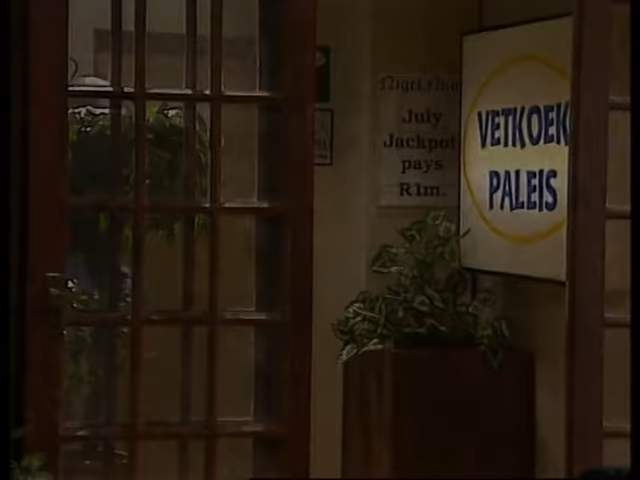 July
Jackpot
pays
R1m.
VETKOEK
PALEIS